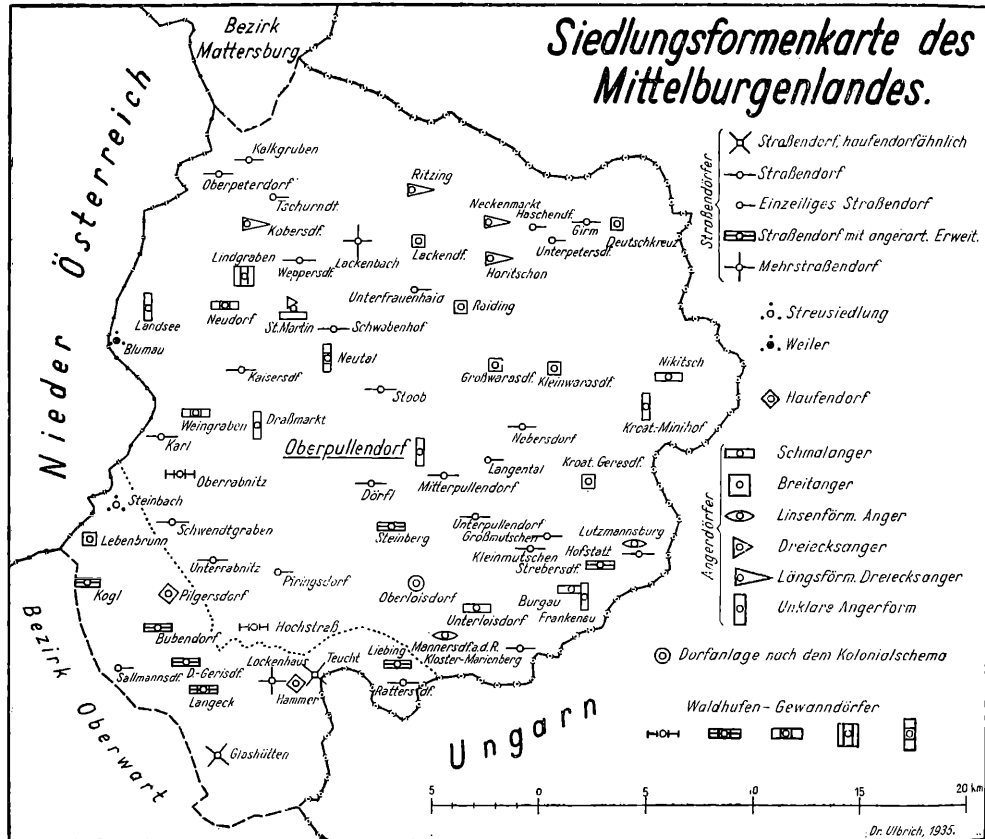 Siedlungsformenkarte des
Mittelburgenlandes.
Bezirk
Mattersburg
Nieder Österreich
Bezirk Oberwart
Ungarn
Straßendörfer
Straßendorf, haufendorfähnlich
Straßendorf
Einzeiliges Straßendorf
Straßendorf mit angerart. Erweit.
Mehrstraßendorf
Streusiedlung
Weiler
Haufendorf
Angerdörfer
Schmalanger
Breitanger
Linsenförm. Anger
Dreiecksanger
Längsförm. Dreiecksanger
Unklare Angerform
Dorfanlage nach dem Kolonialschema
Waldhufen-Gewanndörfer
Kalkgruben
Oberpeterdorf
Tschurndf.
Kobersdf.
Ritzing
Neckenmarkt
Haschendf.
Girm
Deutschkreuz
Unterpetersdf.
Lackenbach
Lackendf.
Horitschon
Lindgraben
Weppersdf.
Unterfrauenhaid
Raiding
Landsee
Neudorf
St. Martin
Schwabenhof
Blumau
Neutal
Kaisersdf.
Stoob
Großwarasdf.
Kleinwarasdf.
Nikitsch
Kroat.-Minihof
Weingraben
Draßmarkt
Karl
Oberpullendorf
Nebersdorf
Langental
Kroat. Geresdf.
Oberrabnitz
Dörfl
Mitterpullendorf
Steinbach
Schwendtgraben
Steinberg
Unterpullendorf
Großmutschen
Lutzmannsburg
Lebenbrunn
Kleinmutschen
Hofstatt
Strebersdf.
Unterrabnitz
Piringsdorf
Kogl
Pilgersdorf
Oberloisdorf
Burgau
Frankenau
Unterloisdorf
Bubendorf
Hochstraß
Mannersdf.a.d.R.
Kloster-Marienberg
Liebing
Lockenhaus
Teucht
Sallmannsdf.
D.-Gerisdf.
Hammer
Rattersdf.
Langeck
Glashütten
5 0 5 10 15 20 km
Dr. Ulbrich, 1935.